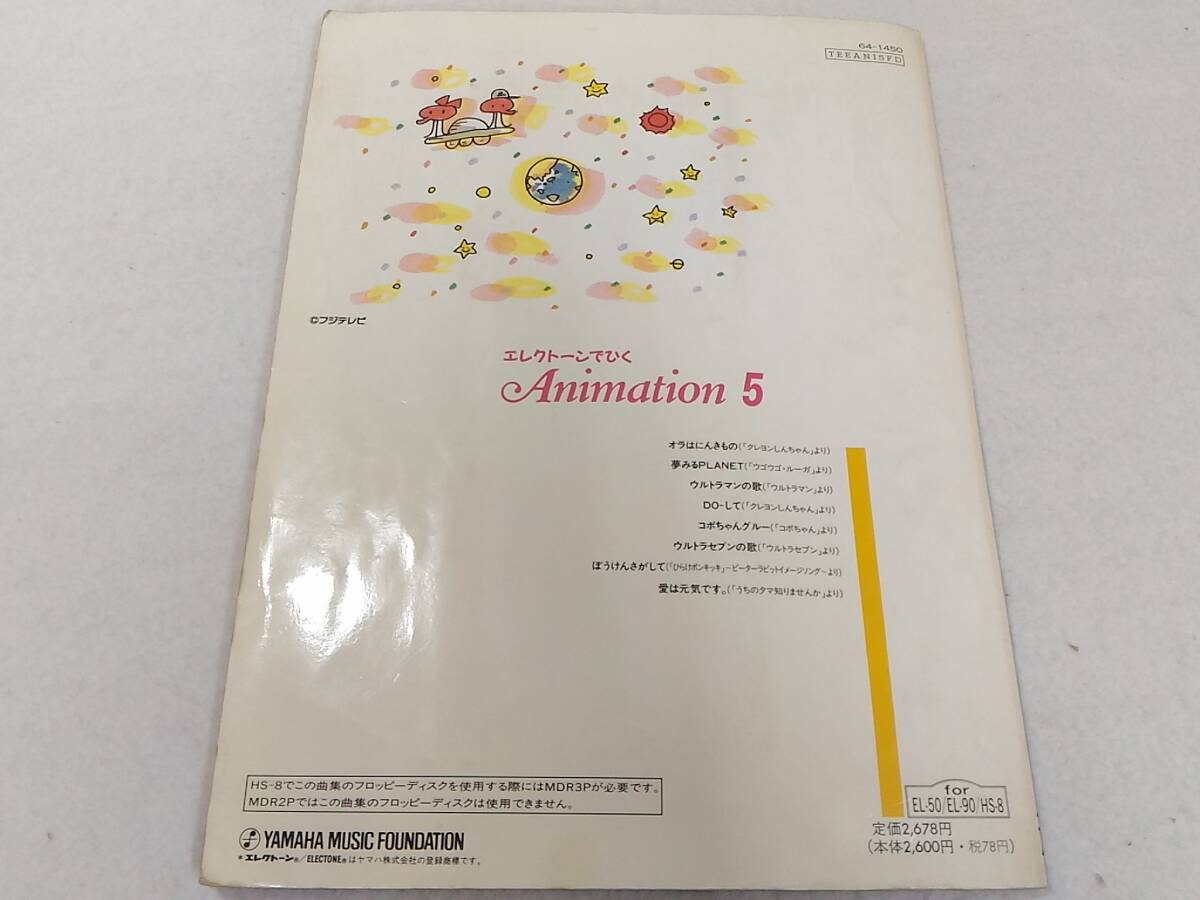 64-1450
TEEANI5FD
©フジテレビ
エレクトーンでひく
Animation 5
オラはにんきもの(「クレヨンしんちゃん」より)
夢みるPLANET(「ウゴウゴ・ルーガ」より)
ウルトラマンの歌(「ウルトラマン」より)
DO-して(「クレヨンしんちゃん」より)
コボちゃんグルー(「コボちゃん」より)
ウルトラセブンの歌(「ウルトラセブン」より)
ぼうけんさがして(「ひらけポンキッキ」~ピーターラビットイメージソング~より)
愛は元気です。(「うちのタマ知りませんか」より)
HS-8でこの曲集のフロッピーディスクを使用する際にはMDR3Pが必要です。
MDR2Pではこの曲集のフロッピーディスクは使用できません。
for
EL-50/EL-90/HS-8
定価2,678円
(本体2,600円・税78円)
YAMAHA MUSIC FOUNDATION
*エレクトーン®/ELECTONE®はヤマハ株式会社の登録商標です。